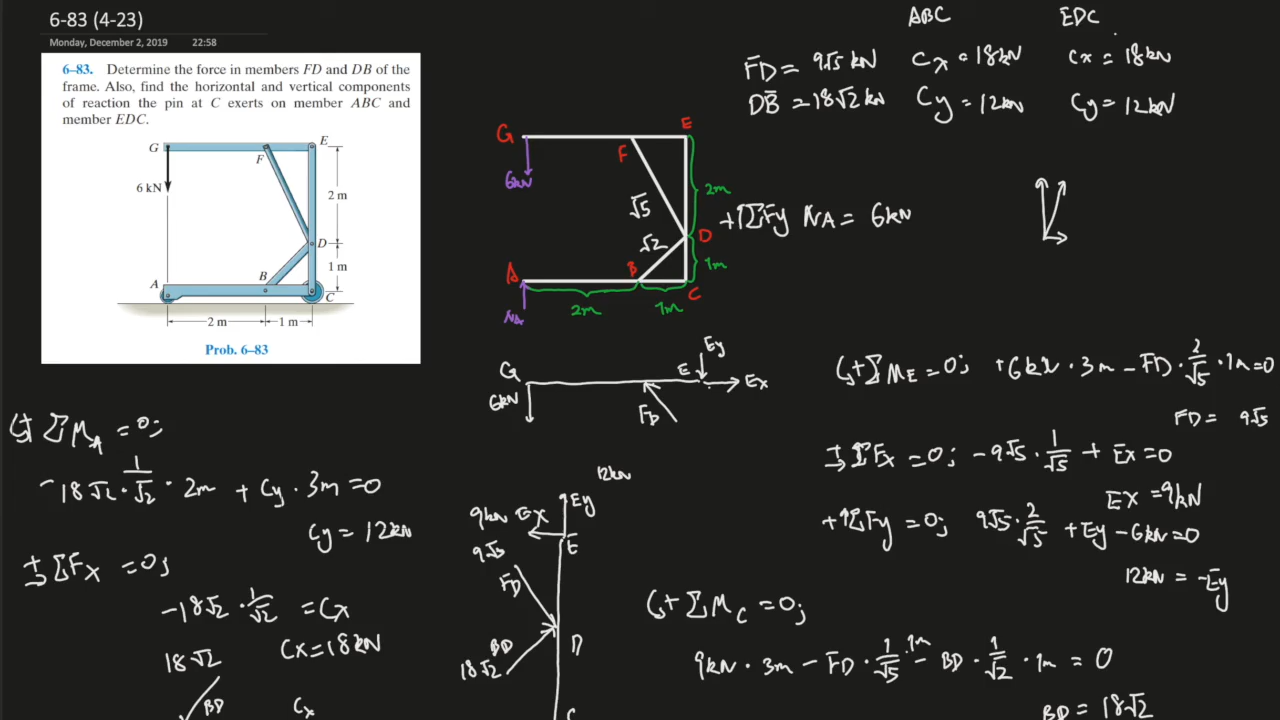 6-83 (4-23)
Monday, December 2, 2019 22:58
6–83. Determine the force in members FD and DB of the
frame. Also, find the horizontal and vertical components
of reaction the pin at C exerts on member ABC and
member EDC.
G
E
F
6 kN
2 m
D
1 m
B
A
C
2 m
1 m
Prob. 6–83
ABC EDC
FD = 9√5 kN Cx = 18kN Cx = 18kN
DB = 18√2 kN Cy = 12kN Cy = 12kN
G
E
F
6kN
2m
√5
√2
D
+↑ΣFy NA = 6kN
A
B
1m
C
NA
2m
1m
Ey
G
E
Ex
6kN
FD
↺+ ΣME = 0; +6kN · 3m − FD · 2/√5 · 1m = 0
FD = 9√5
+→ ΣFx = 0; −9√5 · 1/√5 + Ex = 0
Ex = 9kN
+↑ΣFy = 0; 9√5 · 2/√5 + Ey − 6kN = 0
12kN = −Ey
↺+ ΣMA = 0;
−18√2 · 1/√2 · 2m + Cy · 3m = 0
Cy = 12kN
+→ ΣFx = 0;
−18√2 · 1/√2 = Cx
Cx = 18kN
18√2
BD
Cx
12kN
Ey
9kN Ex
E
9√5
FD
BD
D
18√2
C
↺+ ΣMC = 0;
9kN · 3m − FD · 1/√5 · 1m − BD · 1/√2 · 1m = 0
BD = 18√2